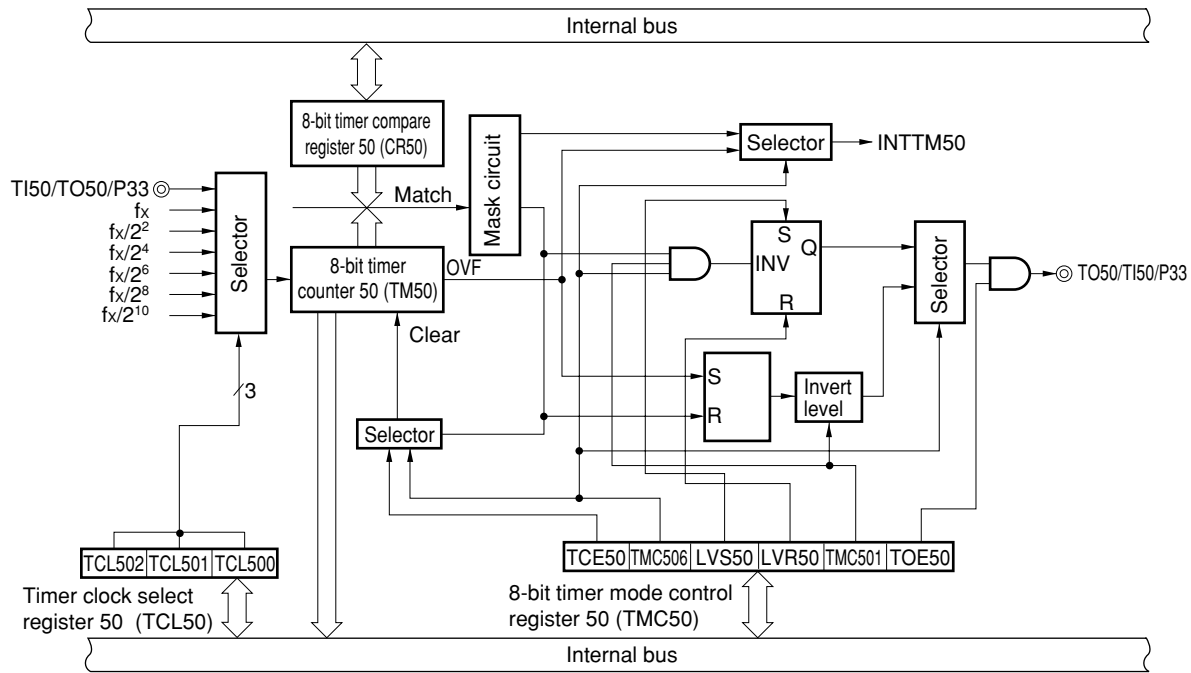 Internal bus
8-bit timer compare
register 50 (CR50)
Mask circuit
Selector
INTTM50
TI50/TO50/P33
fX
fX/2²
fX/2⁴
fX/2⁶
fX/2⁸
fX/2¹⁰
Selector
Match
8-bit timer
counter 50 (TM50)
OVF
Clear
S
INV
Q
R
Selector
TO50/TI50/P33
S
R
Invert
level
3
Selector
TCL502 TCL501 TCL500
Timer clock select
register 50 (TCL50)
TCE50 TMC506 LVS50 LVR50 TMC501 TOE50
8-bit timer mode control
register 50 (TMC50)
Internal bus